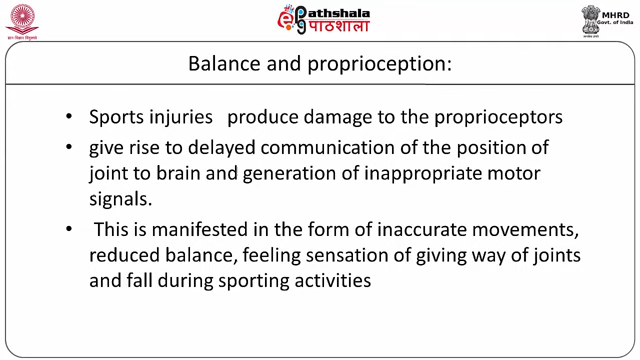 Pathshala
पाठशाला
MHRD
Govt. of India
Balance and proprioception:
• Sports injuries produce damage to the proprioceptors
• give rise to delayed communication of the position of
joint to brain and generation of inappropriate motor
signals.
• This is manifested in the form of inaccurate movements,
reduced balance, feeling sensation of giving way of joints
and fall during sporting activities